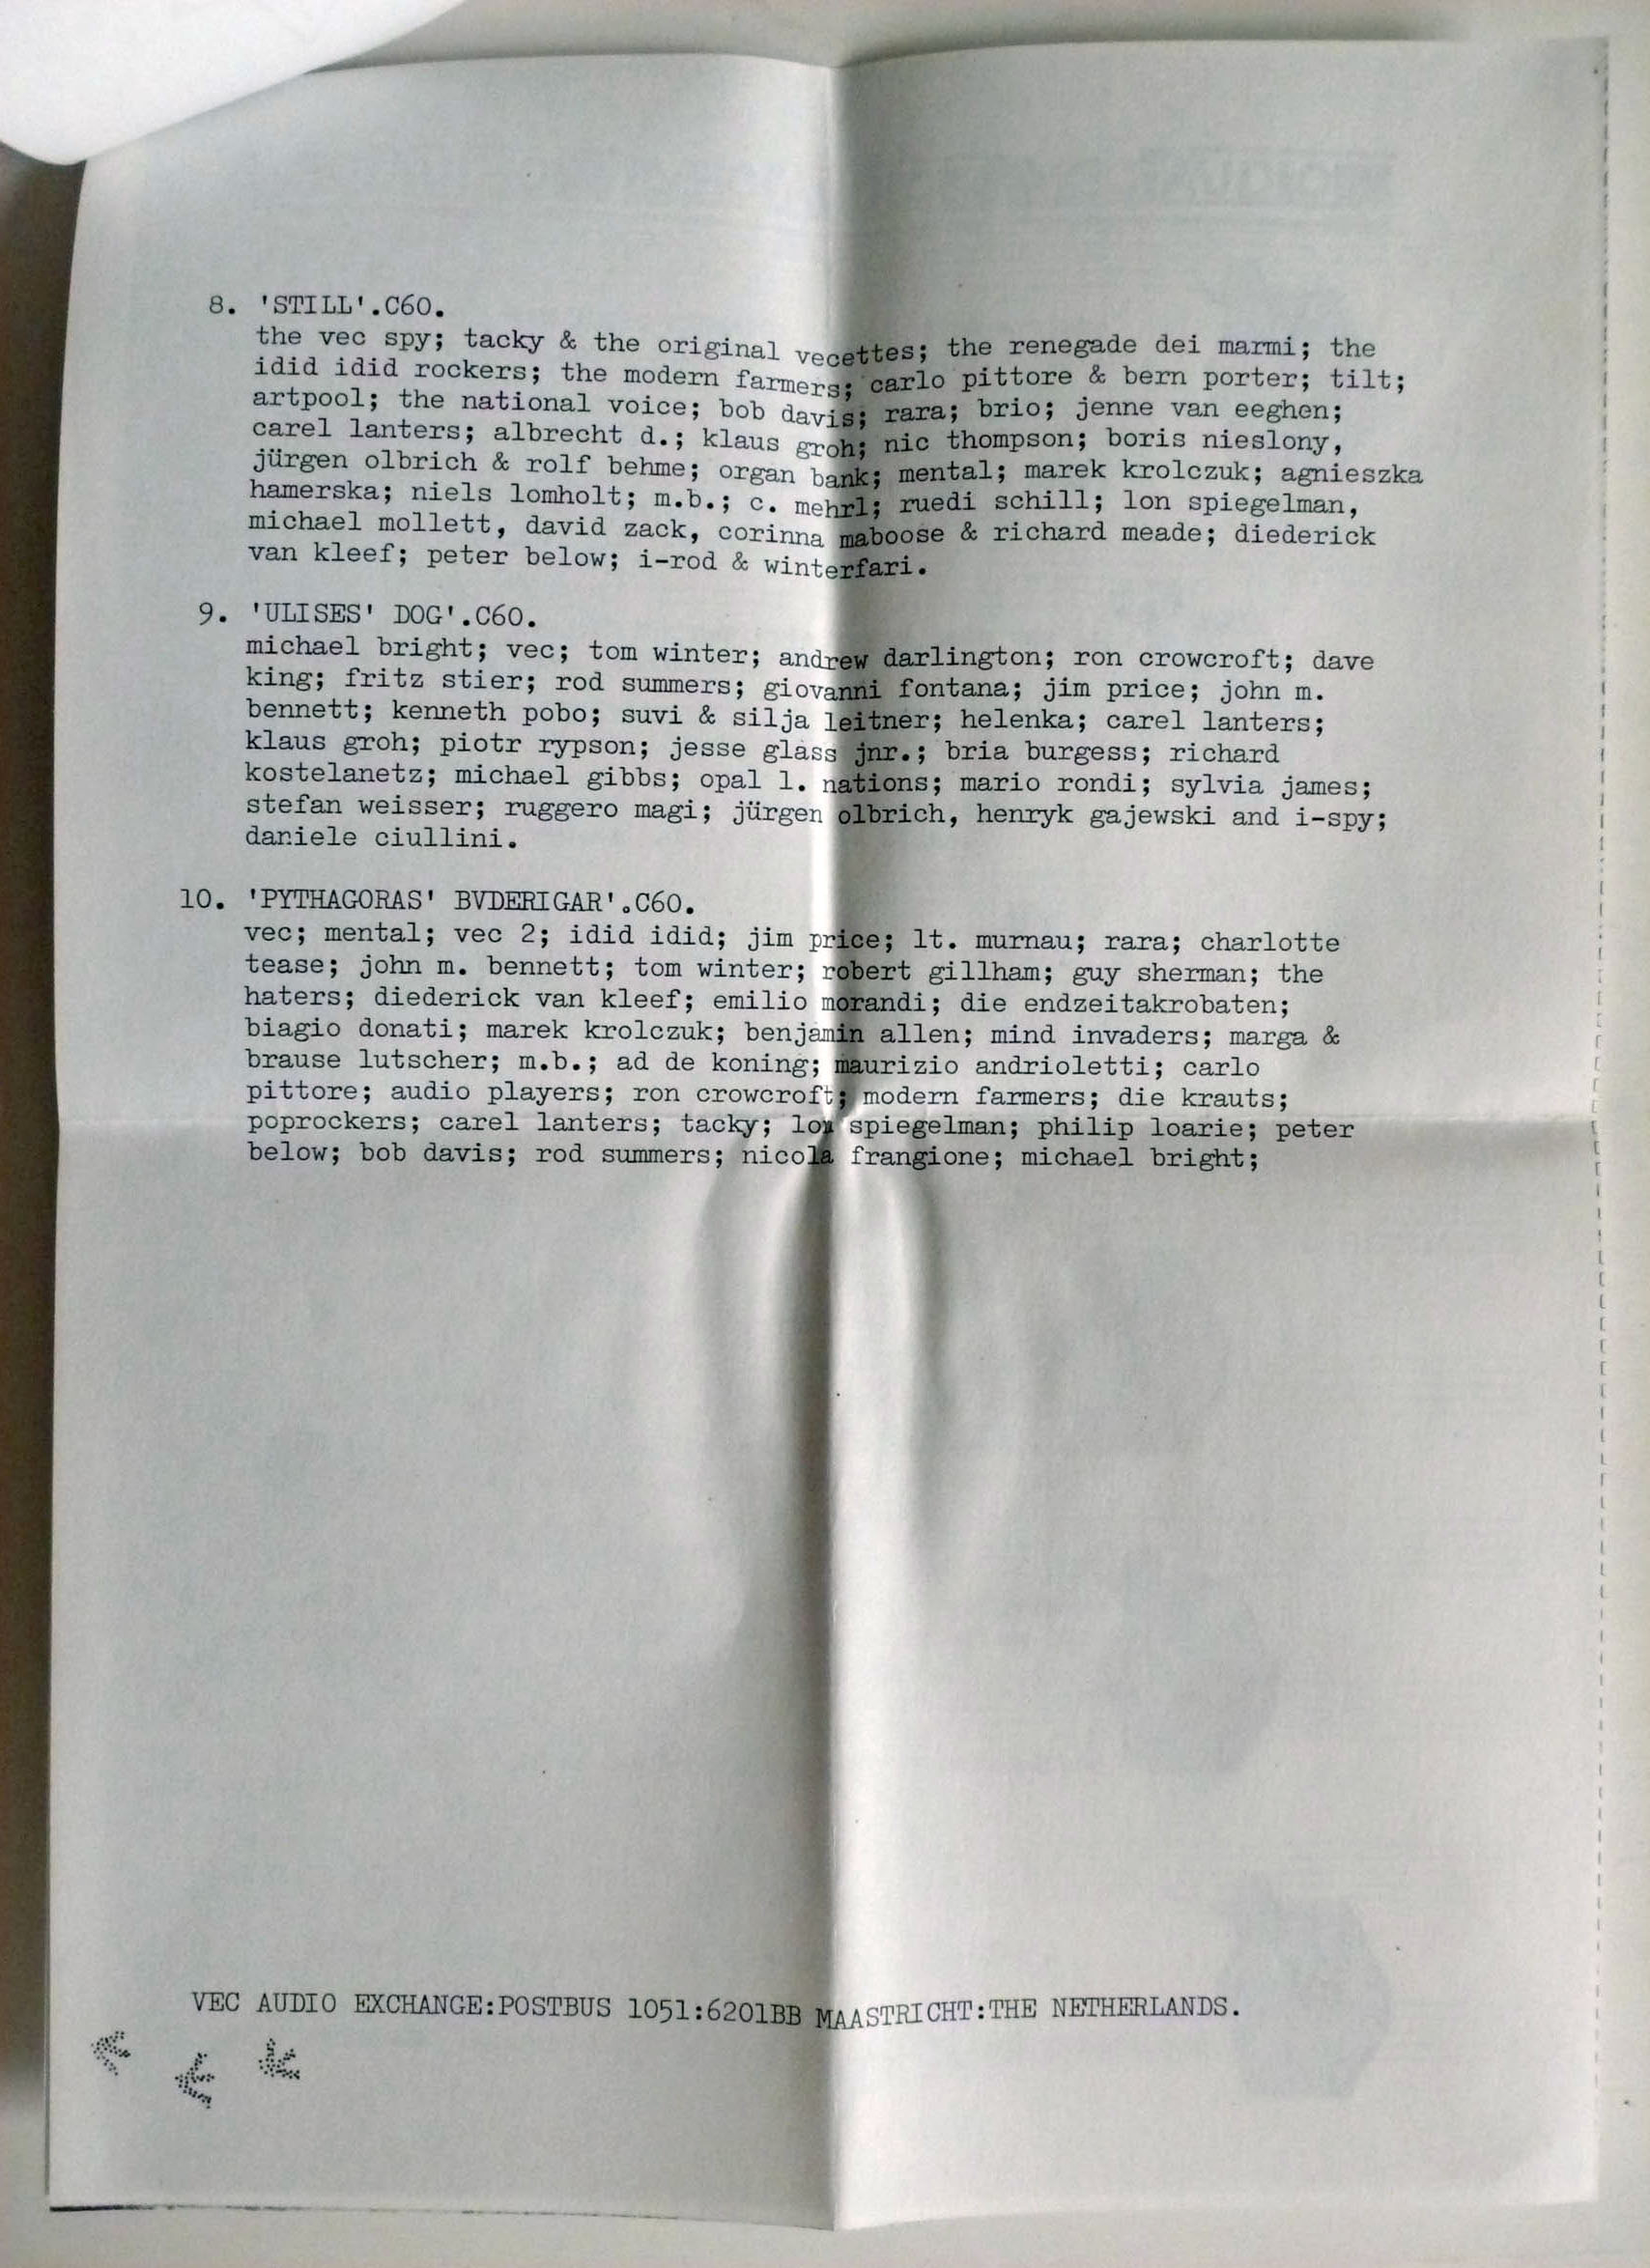 8. 'STILL'.C60.
the vec spy; tacky & the original vecettes; the renegade dei marmi; the
idid idid rockers; the modern farmers; carlo pittore & bern porter; tilt;
artpool; the national voice; bob davis; rara; brio; jenne van eeghen;
carel lanters; albrecht d.; klaus groh; nic thompson; boris nieslony,
jürgen olbrich & rolf behme; organ bank; mental; marek krolczuk; agnieszka
hamerska; niels lomholt; m.b.; c. mehrl; ruedi schill; lon spiegelman,
michael mollett, david zack, corinna maboose & richard meade; diederick
van kleef; peter below; i-rod & winterfari.
9. 'ULISES' DOG'.C60.
michael bright; vec; tom winter; andrew darlington; ron crowcroft; dave
king; fritz stier; rod summers; giovanni fontana; jim price; john m.
bennett; kenneth pobo; suvi & silja leitner; helenka; carel lanters;
klaus groh; piotr rypson; jesse glass jnr.; bria burgess; richard
kostelanetz; michael gibbs; opal l. nations; mario rondi; sylvia james;
stefan weisser; ruggero magi; jürgen olbrich, henryk gajewski and i-spy;
daniele ciullini.
10. 'PYTHAGORAS' BVDERIGAR'.C60.
vec; mental; vec 2; idid idid; jim price; lt. murnau; rara; charlotte
tease; john m. bennett; tom winter; robert gillham; guy sherman; the
haters; diederick van kleef; emilio morandi; die endzeitakrobaten;
biagio donati; marek krolczuk; benjamin allen; mind invaders; marga &
brause lutscher; m.b.; ad de koning; maurizio andrioletti; carlo
pittore; audio players; ron crowcroft; modern farmers; die krauts;
poprockers; carel lanters; tacky; lon spiegelman; philip loarie; peter
below; bob davis; rod summers; nicola frangione; michael bright;
VEC AUDIO EXCHANGE:POSTBUS 1051:6201BB MAASTRICHT:THE NETHERLANDS.